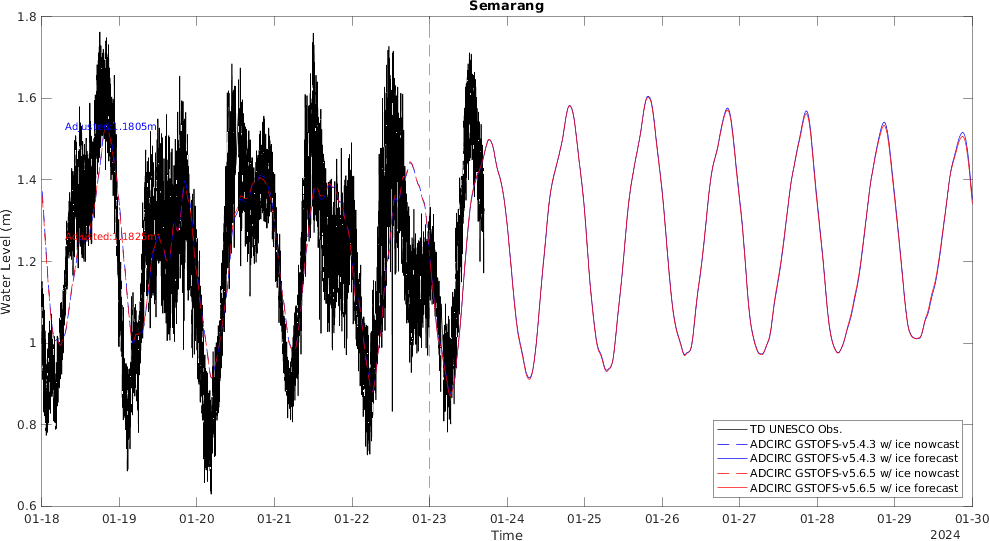 Semarang
1.8
1.6
1.4
1.2
1
0.8
0.6
Water Level (m)
Adjusted:1.1805m
Adjusted:1.1825m
TD UNESCO Obs.
ADCIRC GSTOFS-v5.4.3 w/ ice nowcast
ADCIRC GSTOFS-v5.4.3 w/ ice forecast
ADCIRC GSTOFS-v5.6.5 w/ ice nowcast
ADCIRC GSTOFS-v5.6.5 w/ ice forecast
01-18 01-19 01-20 01-21 01-22 01-23 01-24 01-25 01-26 01-27 01-28 01-29 01-30
Time
2024